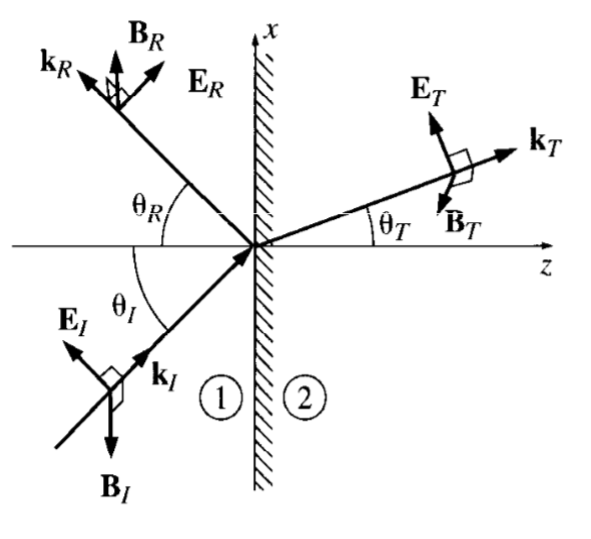 x
B_R
k_R
E_R
E_T
k_T
θ_R
θ_T
B_T
z
θ_I
E_I
k_I
1
2
B_I